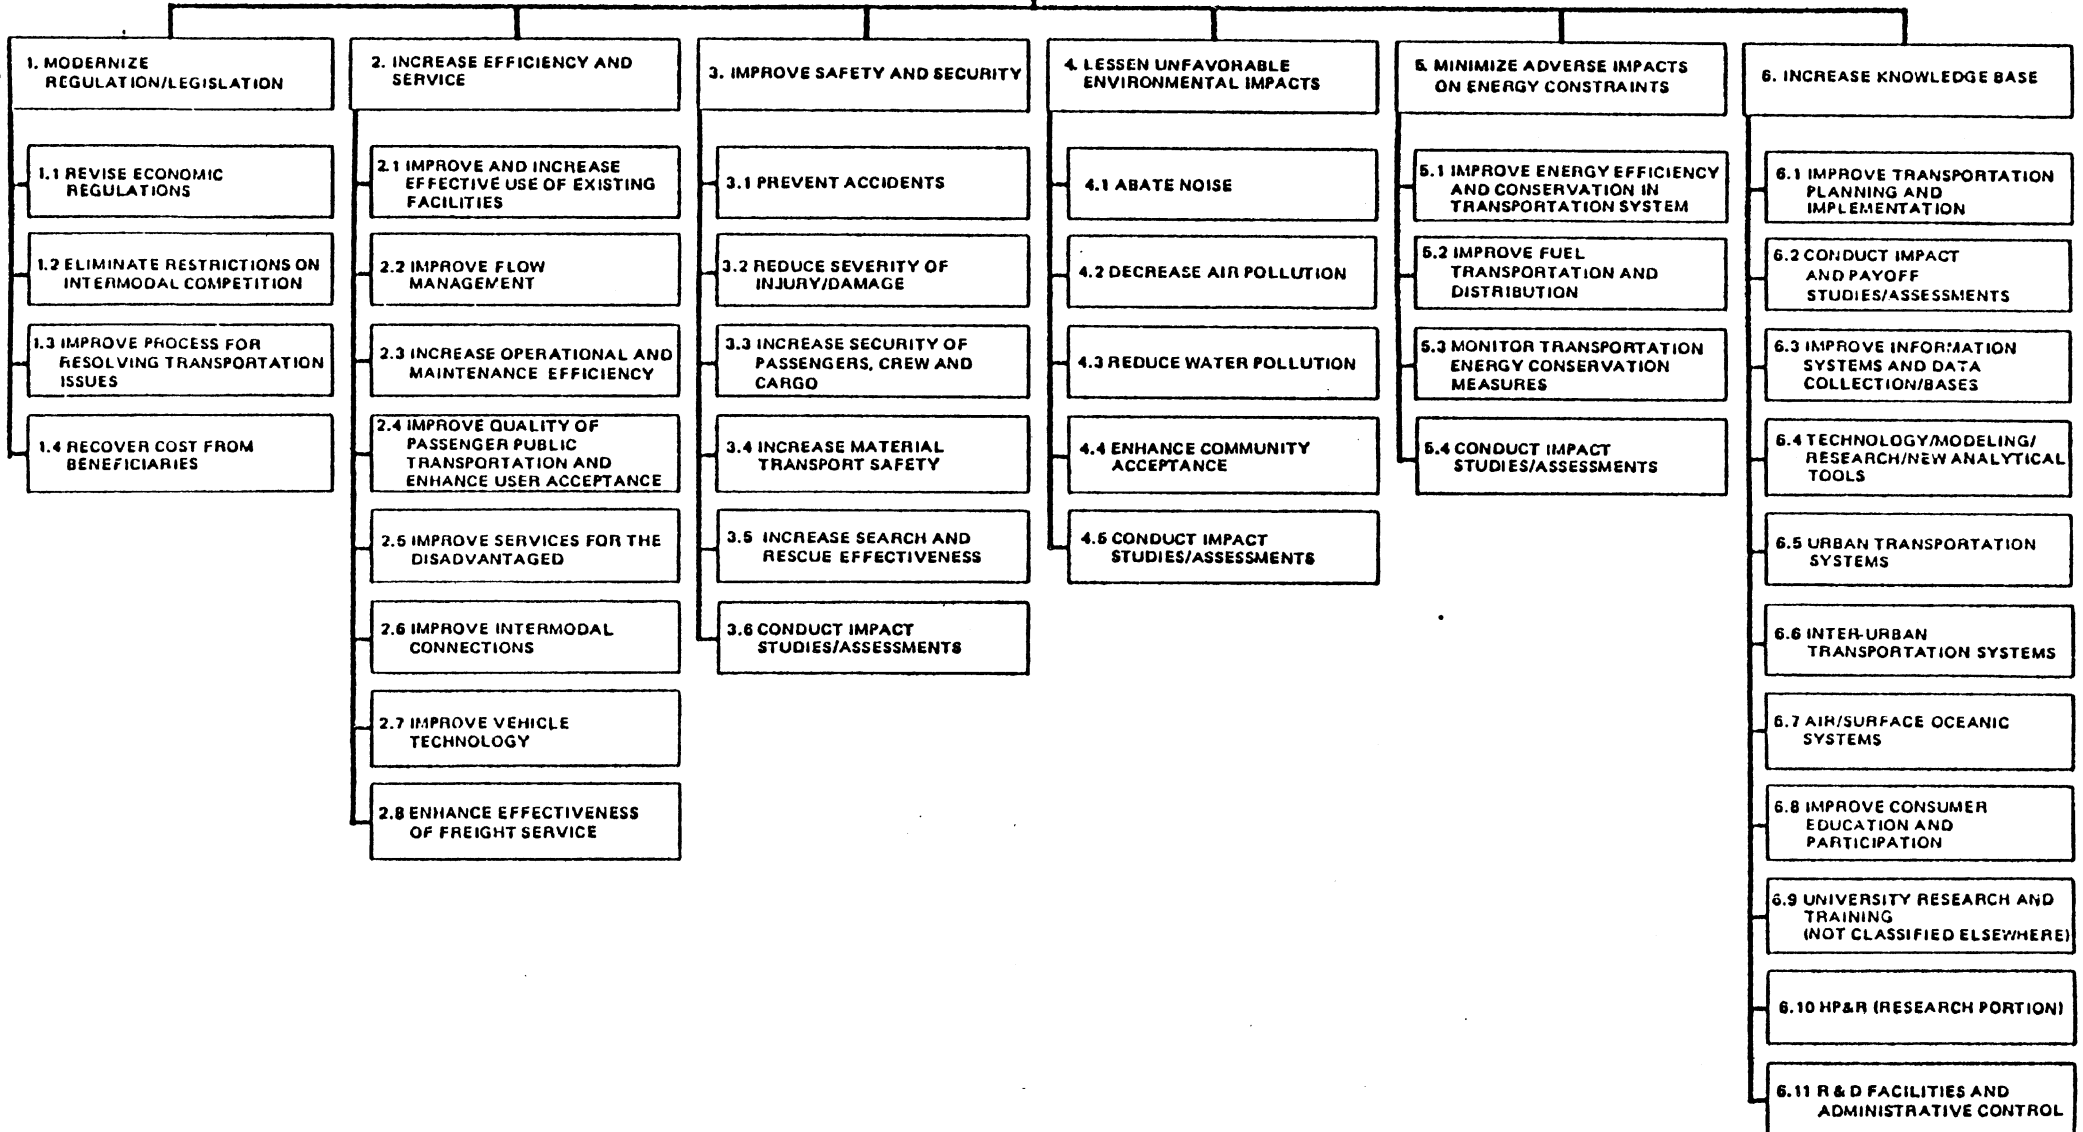 1. MODERNIZE
REGULATION/LEGISLATION
1.1 REVISE ECONOMIC
REGULATIONS
1.2 ELIMINATE RESTRICTIONS ON
INTERMODAL COMPETITION
1.3 IMPROVE PROCESS FOR
RESOLVING TRANSPORTATION
ISSUES
1.4 RECOVER COST FROM
BENEFICIARIES
2. INCREASE EFFICIENCY AND
SERVICE
2.1 IMPROVE AND INCREASE
EFFECTIVE USE OF EXISTING
FACILITIES
2.2 IMPROVE FLOW
MANAGEMENT
2.3 INCREASE OPERATIONAL AND
MAINTENANCE EFFICIENCY
2.4 IMPROVE QUALITY OF
PASSENGER PUBLIC
TRANSPORTATION AND
ENHANCE USER ACCEPTANCE
2.5 IMPROVE SERVICES FOR THE
DISADVANTAGED
2.6 IMPROVE INTERMODAL
CONNECTIONS
2.7 IMPROVE VEHICLE
TECHNOLOGY
2.8 ENHANCE EFFECTIVENESS
OF FREIGHT SERVICE
3. IMPROVE SAFETY AND SECURITY
3.1 PREVENT ACCIDENTS
3.2 REDUCE SEVERITY OF
INJURY/DAMAGE
3.3 INCREASE SECURITY OF
PASSENGERS, CREW AND
CARGO
3.4 INCREASE MATERIAL
TRANSPORT SAFETY
3.5 INCREASE SEARCH AND
RESCUE EFFECTIVENESS
3.6 CONDUCT IMPACT
STUDIES/ASSESSMENTS
4. LESSEN UNFAVORABLE
ENVIRONMENTAL IMPACTS
4.1 ABATE NOISE
4.2 DECREASE AIR POLLUTION
4.3 REDUCE WATER POLLUTION
4.4 ENHANCE COMMUNITY
ACCEPTANCE
4.5 CONDUCT IMPACT
STUDIES/ASSESSMENTS
5. MINIMIZE ADVERSE IMPACTS
ON ENERGY CONSTRAINTS
5.1 IMPROVE ENERGY EFFICIENCY
AND CONSERVATION IN
TRANSPORTATION SYSTEM
5.2 IMPROVE FUEL
TRANSPORTATION AND
DISTRIBUTION
5.3 MONITOR TRANSPORTATION
ENERGY CONSERVATION
MEASURES
5.4 CONDUCT IMPACT
STUDIES/ASSESSMENTS
6. INCREASE KNOWLEDGE BASE
6.1 IMPROVE TRANSPORTATION
PLANNING AND
IMPLEMENTATION
6.2 CONDUCT IMPACT
AND PAYOFF
STUDIES/ASSESSMENTS
6.3 IMPROVE INFORMATION
SYSTEMS AND DATA
COLLECTION/BASES
6.4 TECHNOLOGY/MODELING/
RESEARCH/NEW ANALYTICAL
TOOLS
6.5 URBAN TRANSPORTATION
SYSTEMS
6.6 INTER-URBAN
TRANSPORTATION SYSTEMS
6.7 AIR/SURFACE OCEANIC
SYSTEMS
6.8 IMPROVE CONSUMER
EDUCATION AND
PARTICIPATION
6.9 UNIVERSITY RESEARCH AND
TRAINING
(NOT CLASSIFIED ELSEWHERE)
6.10 HP&R (RESEARCH PORTION)
6.11 R & D FACILITIES AND
ADMINISTRATIVE CONTROL